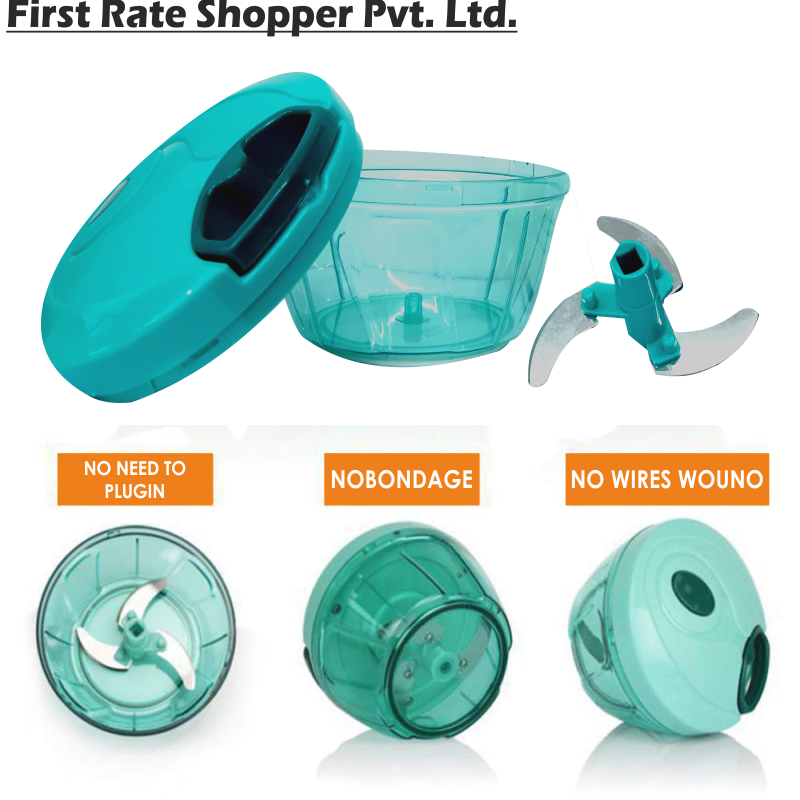 First Rate Shopper Pvt. Ltd.
NO NEED TO
PLUGIN
NOBONDAGE
NO WIRES WOUNO